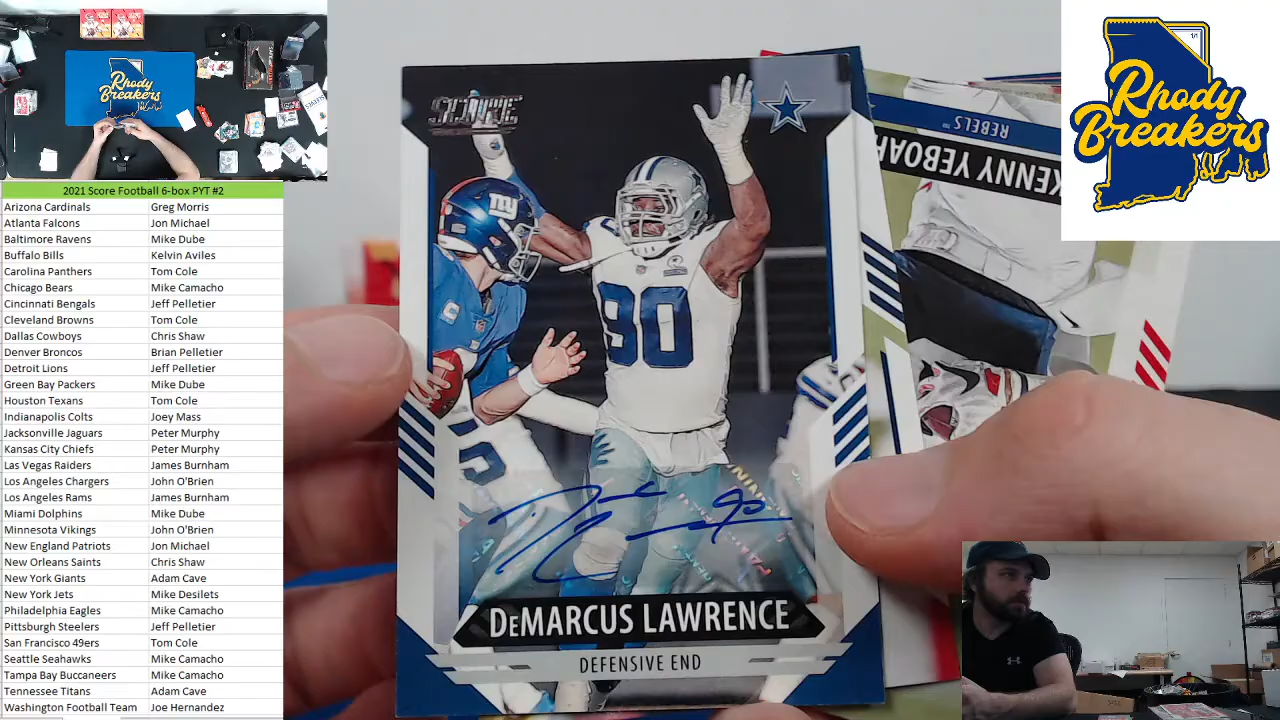 Rhody
Breakers
2021 Score Football 6-box PYT #2
Arizona Cardinals Greg Morris
Atlanta Falcons Jon Michael
Baltimore Ravens Mike Dube
Buffalo Bills Kelvin Aviles
Carolina Panthers Tom Cole
Chicago Bears Mike Camacho
Cincinnati Bengals Jeff Pelletier
Cleveland Browns Tom Cole
Dallas Cowboys Chris Shaw
Denver Broncos Brian Pelletier
Detroit Lions Jeff Pelletier
Green Bay Packers Mike Dube
Houston Texans Tom Cole
Indianapolis Colts Joey Mass
Jacksonville Jaguars Peter Murphy
Kansas City Chiefs Peter Murphy
Las Vegas Raiders James Burnham
Los Angeles Chargers John O'Brien
Los Angeles Rams James Burnham
Miami Dolphins Mike Dube
Minnesota Vikings John O'Brien
New England Patriots Jon Michael
New Orleans Saints Chris Shaw
New York Giants Adam Cave
New York Jets Mike Desilets
Philadelphia Eagles Mike Camacho
Pittsburgh Steelers Jeff Pelletier
San Francisco 49ers Tom Cole
Seattle Seahawks Mike Camacho
Tampa Bay Buccaneers Mike Camacho
Tennessee Titans Adam Cave
Washington Football Team Joe Hernandez
SCORE
ny
C
90
90
DEMARCUS LAWRENCE
DEFENSIVE END
REBELS
KENNY YEBOAH
1/1
Rhody
Breakers